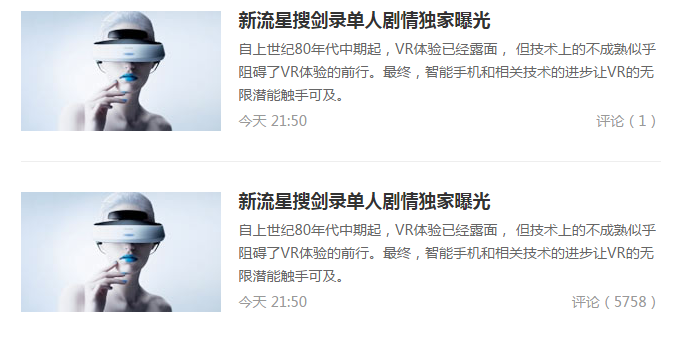 新流星搜剑录单人剧情独家曝光
自上世纪80年代中期起，VR体验已经露面， 但技术上的不成熟似乎
阻碍了VR体验的前行。最终，智能手机和相关技术的进步让VR的无
限潜能触手可及。
今天 21:50 评论（1）
新流星搜剑录单人剧情独家曝光
自上世纪80年代中期起，VR体验已经露面， 但技术上的不成熟似乎
阻碍了VR体验的前行。最终，智能手机和相关技术的进步让VR的无
限潜能触手可及。
今天 21:50 评论（5758）